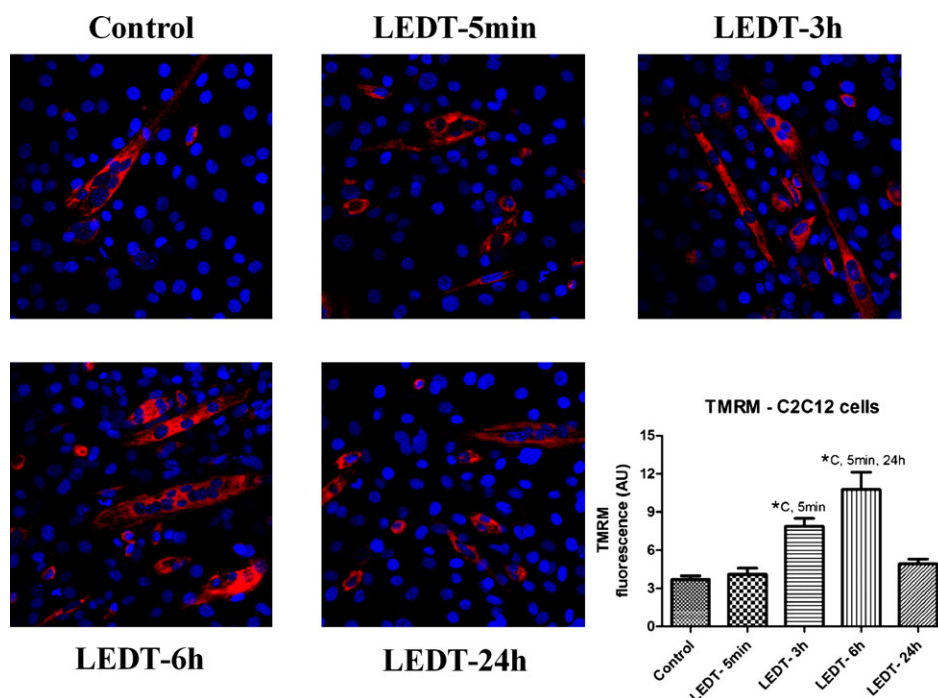 Control
LEDT-5min
LEDT-3h
LEDT-6h
LEDT-24h
TMRM - C2C12 cells
TMRM
fluorescence (AU)
15
12
9
6
3
0
*C, 5min
*C, 5min, 24h
Control
LEDT- 5min
LEDT- 3h
LEDT- 6h
LEDT- 24h